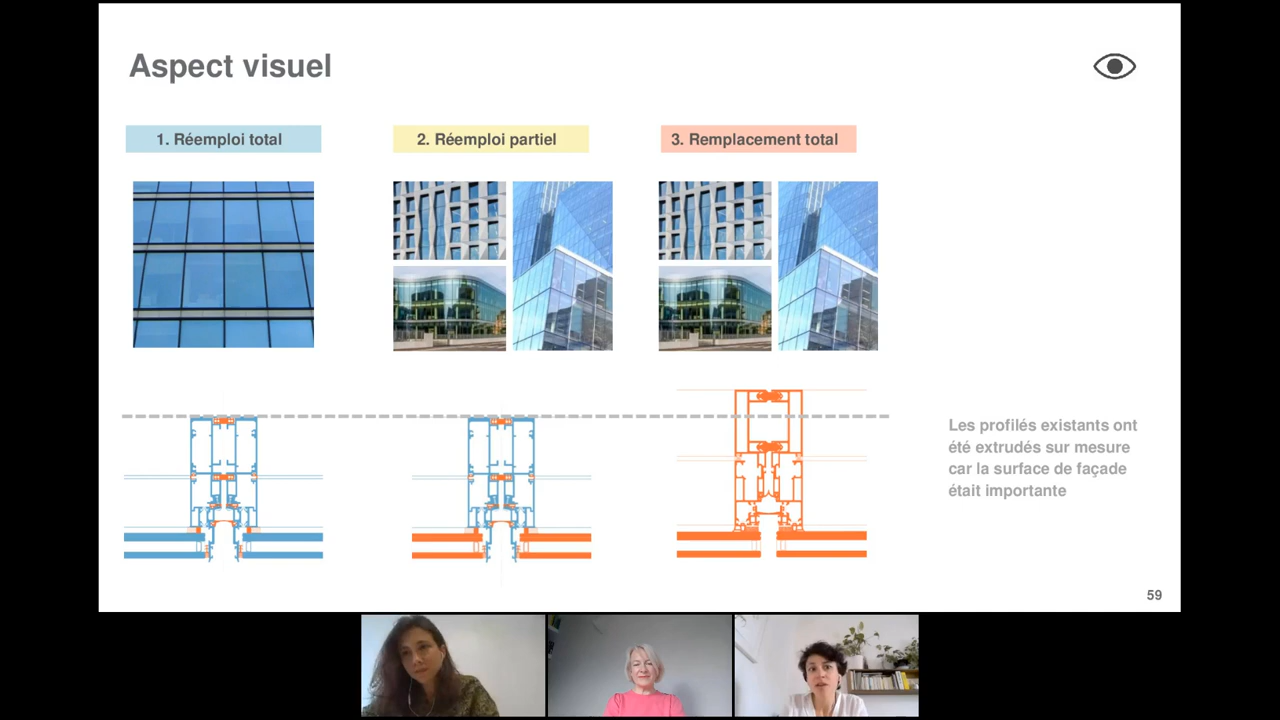 Aspect visuel
1. Réemploi total
2. Réemploi partiel
3. Remplacement total
Les profilés existants ont
été extrudés sur mesure
car la surface de façade
était importante
59